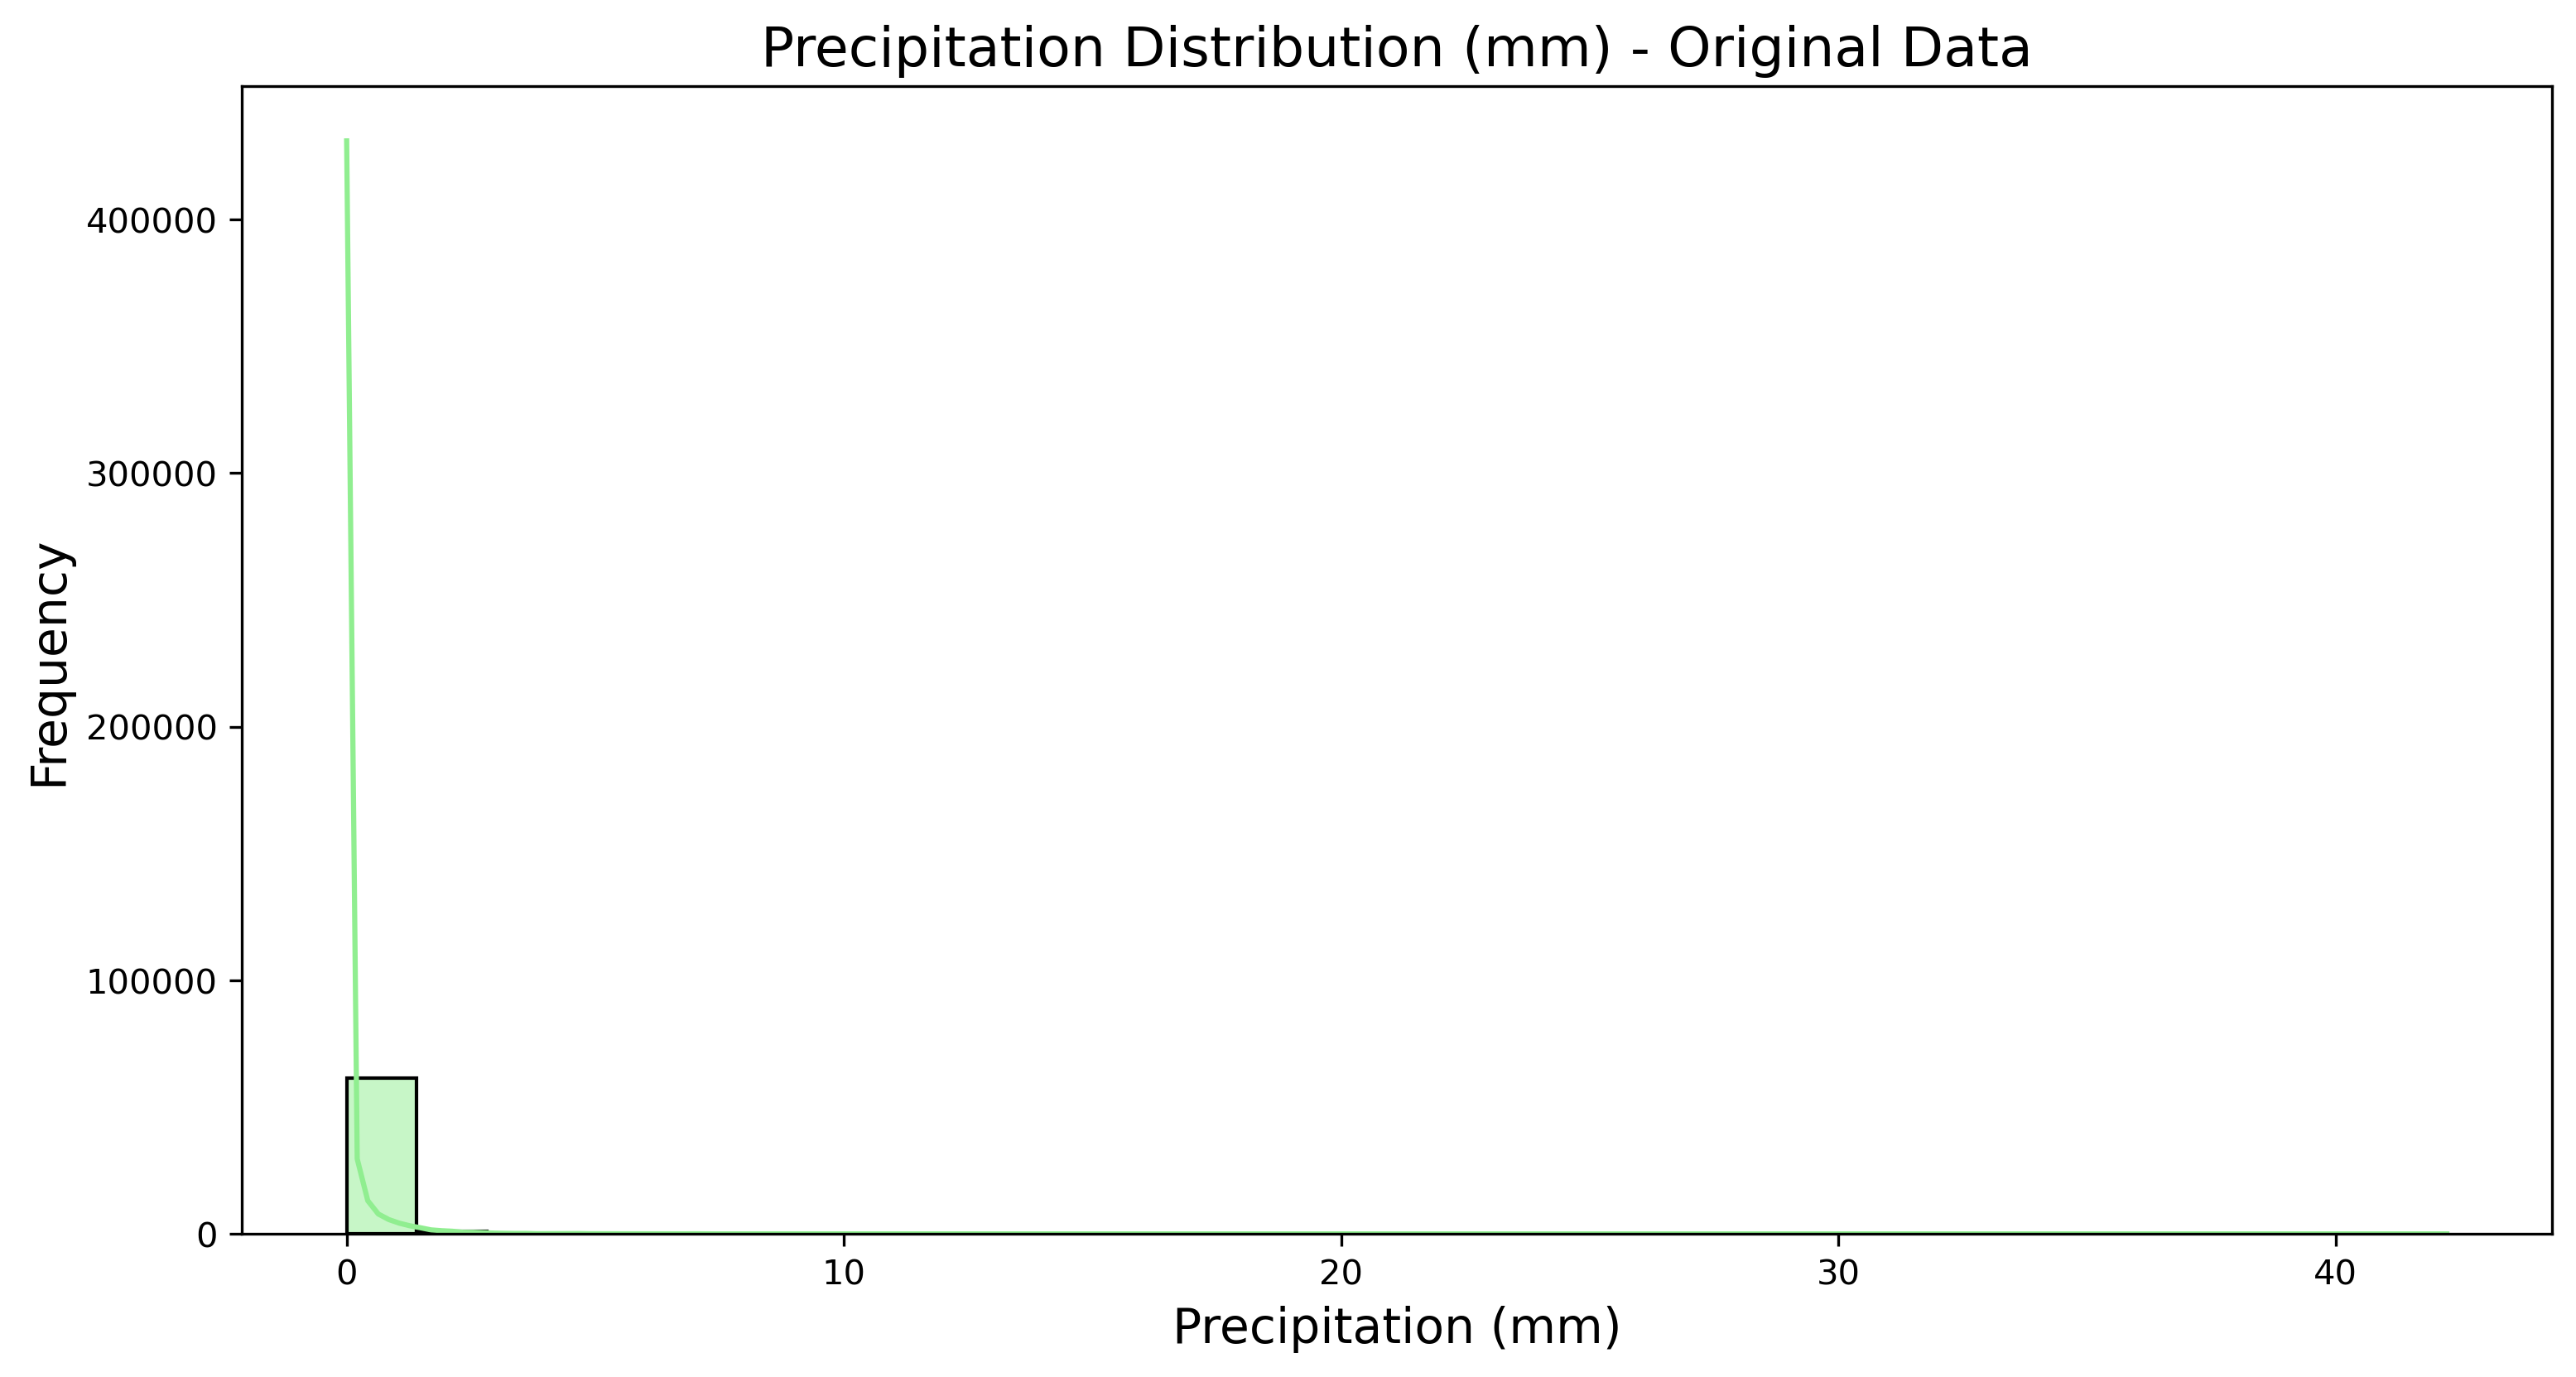 Precipitation Distribution (mm) - Original Data
Frequency
400000
300000
200000
100000
0
0 10 20 30 40
Precipitation (mm)